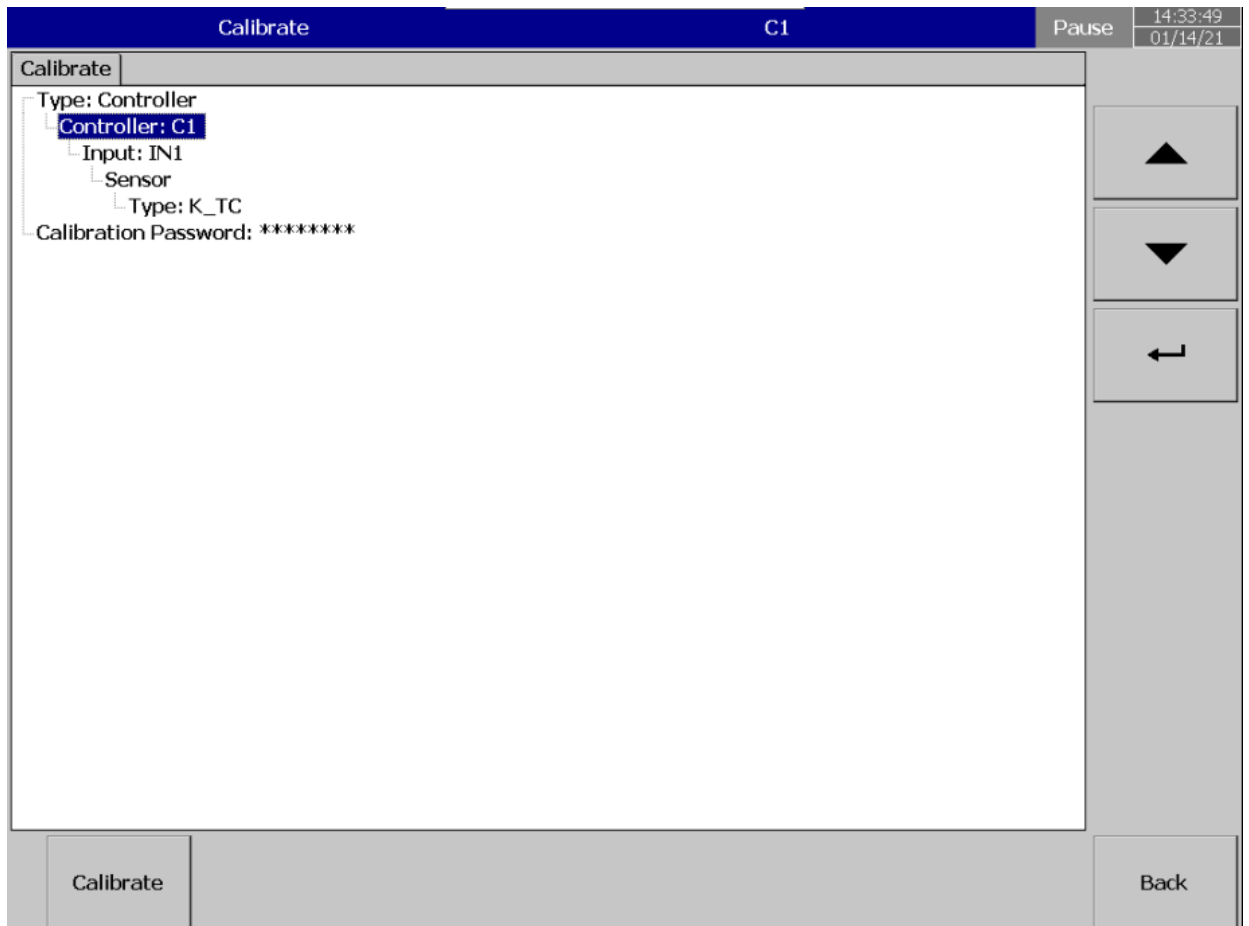 Calibrate C1 Pause 14:33:49
01/14/21
Calibrate
Type: Controller
Controller: C1
Input: IN1
Sensor
Type: K_TC
Calibration Password: ********
Calibrate Back